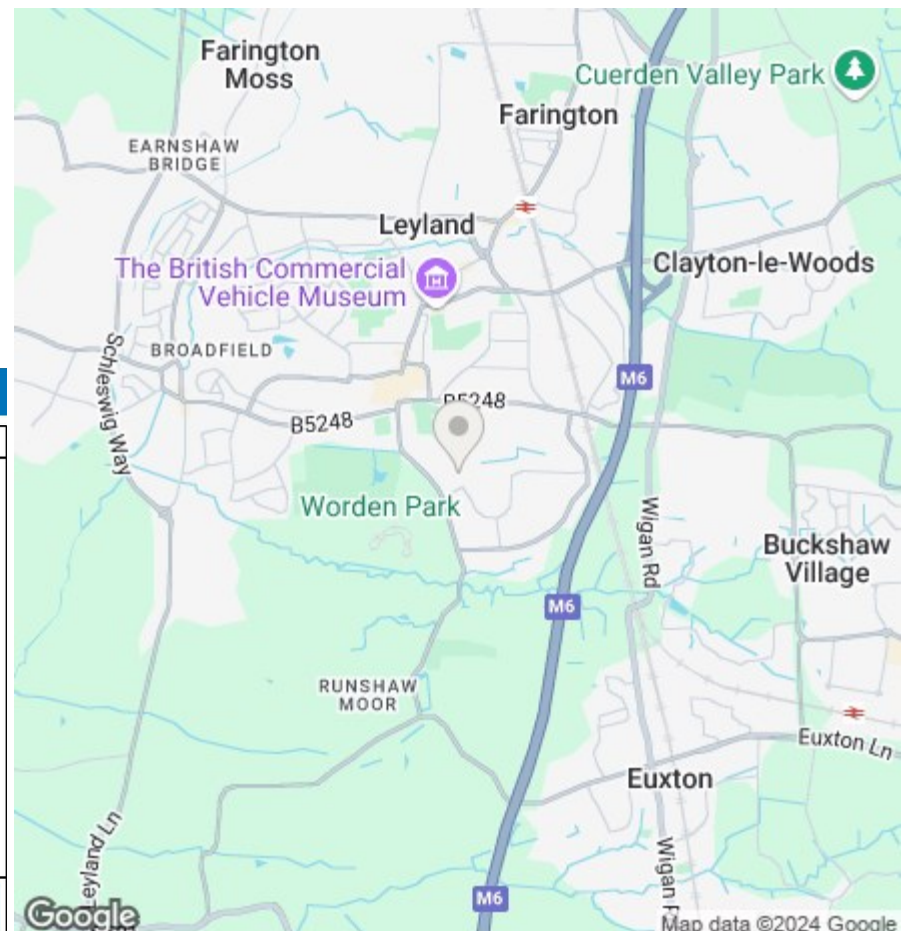 Farington
Moss
Cuerden Valley Park
Farington
EARNSHAW
BRIDGE
Leyland
The British Commercial
Vehicle Museum
Clayton-le-Woods
Schleswig Way
BROADFIELD
M6
B5248
B5248
Worden Park
Wigan Rd
Buckshaw
Village
M6
RUNSHAW
MOOR
Euxton Ln
Euxton
Leyland Ln
Wigan
M6
Google
Map data ©2024 Google